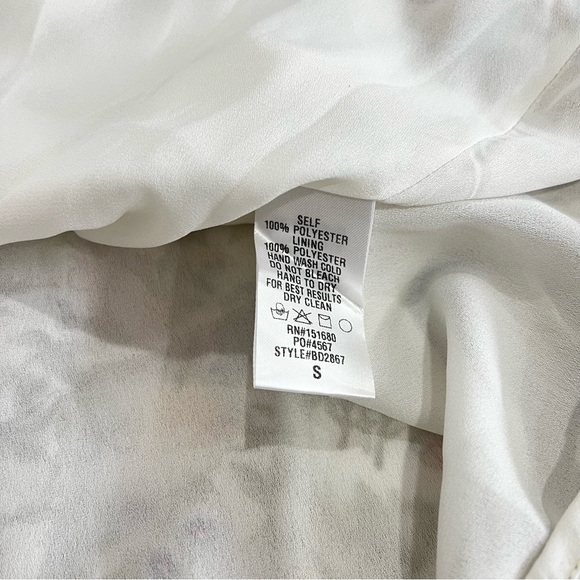 SELF
100% POLYESTER
LINING
100% POLYESTER
HAND WASH COLD
DO NOT BLEACH
HANG TO DRY
FOR BEST RESULTS
DRY CLEAN
RN#151680
PO#4567
STYLE#BD2867
S